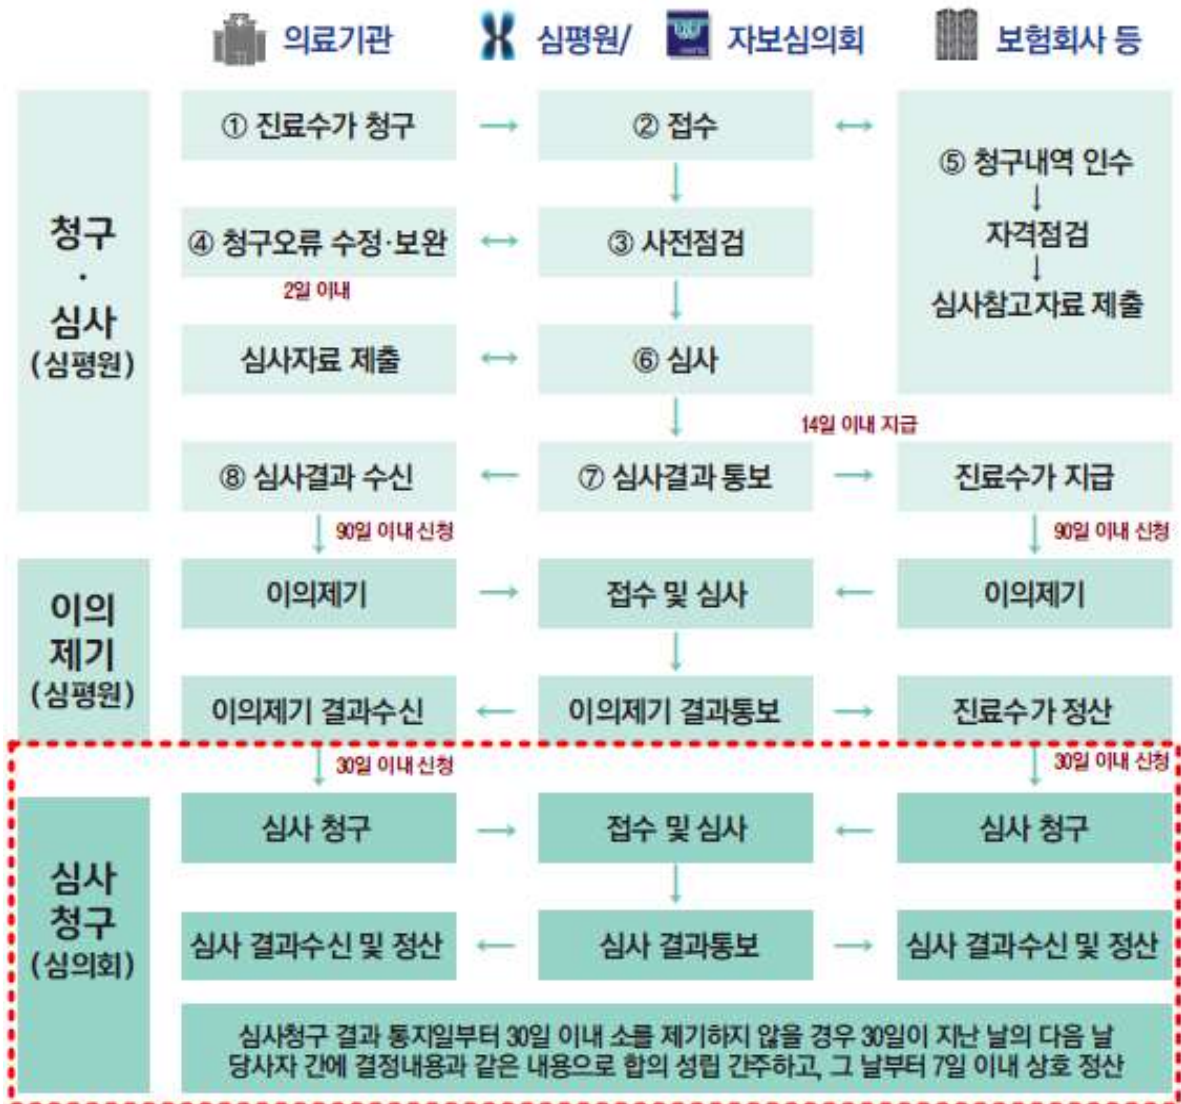 의료기관
심평원/
자보심의회
보험회사 등
청구
·
심사
(심평원)
① 진료수가 청구
→
② 접수
↔
⑤ 청구내역 인수
↓
자격점검
↓
심사참고자료 제출
↓
④ 청구오류 수정·보완
↔
③ 사전점검
2일 이내
↓
심사자료 제출
↔
⑥ 심사
↓
14일 이내 지급
⑧ 심사결과 수신
←
⑦ 심사결과 통보
→
진료수가 지급
↓
90일 이내 신청
↓
90일 이내 신청
이의
제기
(심평원)
이의제기
→
접수 및 심사
←
이의제기
↓
이의제기 결과수신
←
이의제기 결과통보
→
진료수가 정산
↓
30일 이내 신청
↓
30일 이내 신청
심사
청구
(심의회)
심사 청구
→
접수 및 심사
←
심사 청구
↓
심사 결과수신 및 정산
←
심사 결과통보
→
심사 결과수신 및 정산
심사청구 결과 통지일부터 30일 이내 소를 제기하지 않을 경우 30일이 지난 날의 다음 날
당사자 간에 결정내용과 같은 내용으로 합의 성립 간주하고, 그 날부터 7일 이내 상호 정산